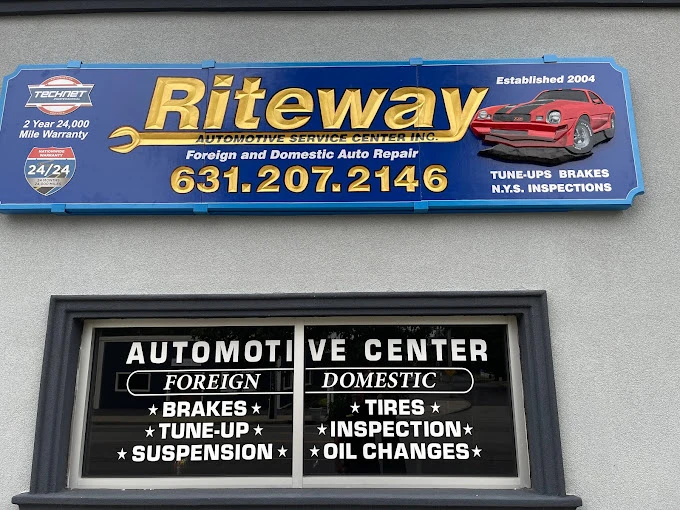 TECHNET
2 Year 24,000
Mile Warranty
NATIONWIDE
WARRANTY
24/24
Riteway
AUTOMOTIVE SERVICE CENTER INC.
Foreign and Domestic Auto Repair
631.207.2146
Established 2004
TUNE-UPS BRAKES
N.Y.S. INSPECTIONS
AUTOMOTIVE CENTER
FOREIGN DOMESTIC
★ BRAKES ★ ★ TIRES ★
★ TUNE-UP ★ ★ INSPECTION ★
★ SUSPENSION ★ ★ OIL CHANGES ★